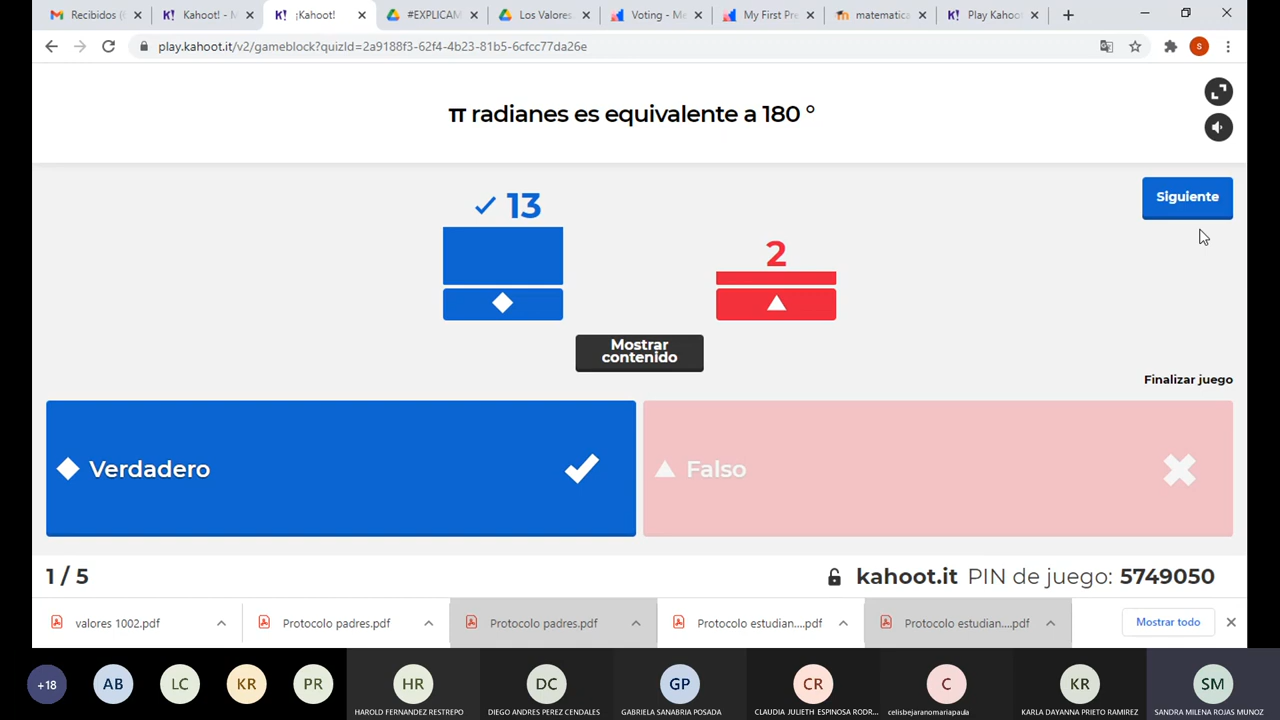 Recibidos (
Kahoot! - M
¡Kahoot!
#EXPLICAM
Los Valores
Voting - Me
My First Pre
matematica
Play Kahoot
play.kahoot.it/v2/gameblock?quizId=2a9188f3-62f4-4b23-81b5-6cfcc77da26e
S
π radianes es equivalente a 180 °
Siguiente
13
2
Mostrar
contenido
Finalizar juego
Verdadero
Falso
1 / 5
kahoot.it PIN de juego: 5749050
valores 1002.pdf
Protocolo padres.pdf
Protocolo padres.pdf
Protocolo estudian....pdf
Protocolo estudian....pdf
Mostrar todo
+18
AB
LC
KR
PR
HR
HAROLD FERNANDEZ RESTREPO
DC
DIEGO ANDRES PEREZ CENDALES
GP
GABRIELA SANABRIA POSADA
CR
CLAUDIA JULIETH ESPINOSA RODR...
C
celisbejaranomariapaula
KR
KARLA DAYANNA PRIETO RAMIREZ
SM
SANDRA MILENA ROJAS MUNOZ